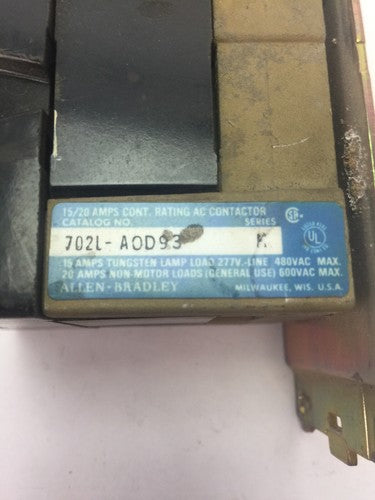 15/20 AMPS CONT. RATING AC CONTACTOR
CATALOG NO. SERIES
702L-AOD93 K
15 AMPS TUNGSTEN LAMP LOAD 277V.-LINE 480VAC MAX.
20 AMPS NON-MOTOR LOADS (GENERAL USE) 600VAC MAX.
ALLEN-BRADLEY MILWAUKEE, WIS. U.S.A.
UL